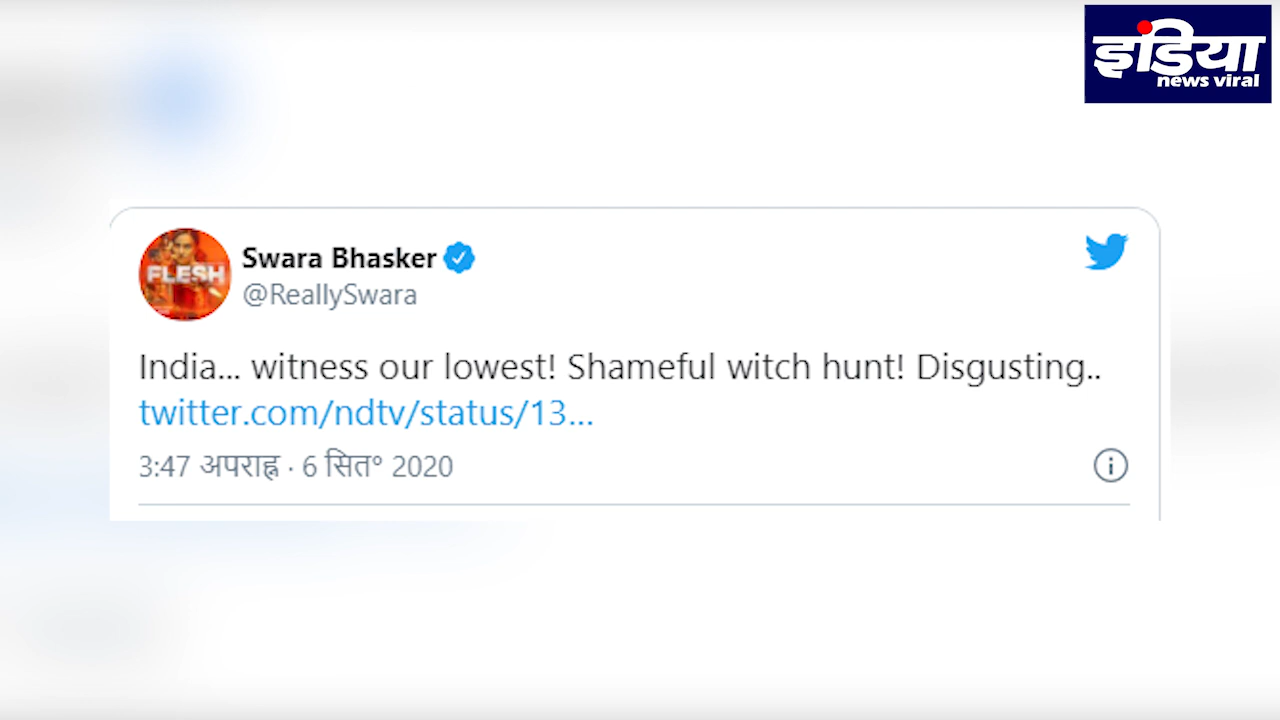 इंडिया
news viral
FLESH
Swara Bhasker
@ReallySwara
India... witness our lowest! Shameful witch hunt! Disgusting..
twitter.com/ndtv/status/13...
3:47 अपराह्न · 6 सित॰ 2020